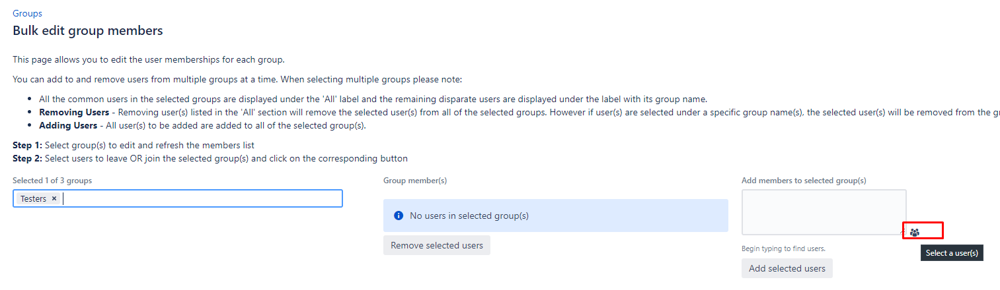 Groups
Bulk edit group members
This page allows you to edit the user memberships for each group.
You can add to and remove users from multiple groups at a time. When selecting multiple groups please note:
All the common users in the selected groups are displayed under the 'All' label and the remaining disparate users are displayed under the label with its group name.
Removing Users - Removing user(s) listed in the 'All' section will remove the selected user(s) from all of the selected groups. However if user(s) are selected under a specific group name(s), the selected user(s) will be removed from the
Adding Users - All user(s) to be added are added to all of the selected group(s).
Step 1: Select group(s) to edit and refresh the members list
Step 2: Select users to leave OR join the selected group(s) and click on the corresponding button
Selected 1 of 3 groups
Testers ×
Group member(s)
No users in selected group(s)
Remove selected users
Add members to selected group(s)
Select a user(s)
Begin typing to find users.
Add selected users